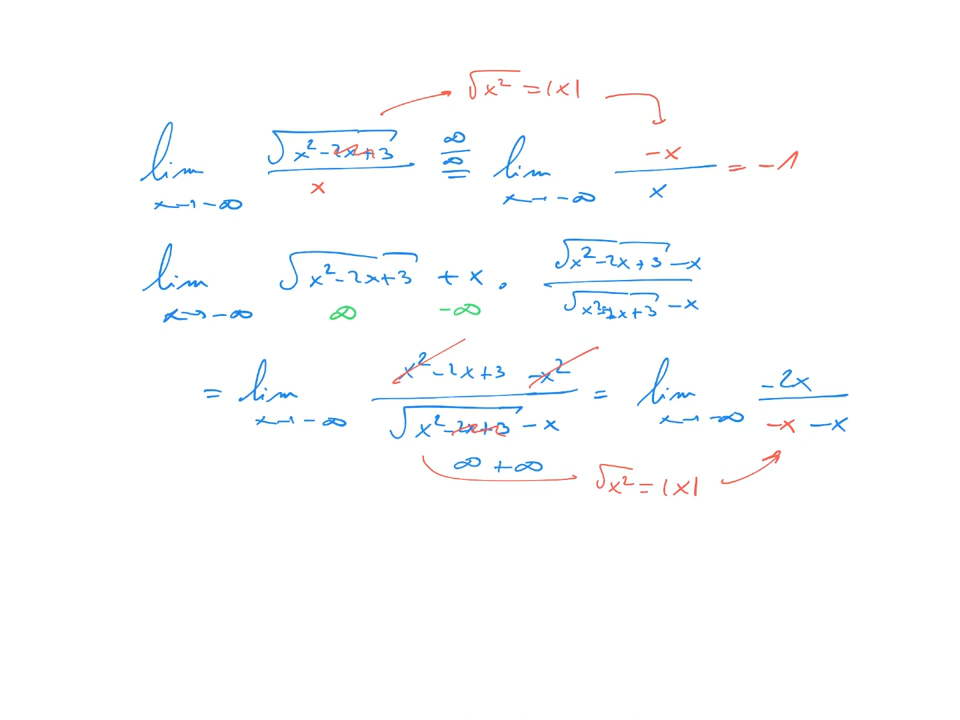 √x² = |x|
lim x→-∞ √(x²-2x+3) / x ∞/∞ = lim x→-∞ -x / x = -1
lim x→-∞ √(x²-2x+3) + x . (√(x²-2x+3) -x) / (√(x²-2x+3) -x)
∞ -∞
= lim x→-∞ (x²-2x+3 -x²) / (√(x²-2x+3) -x) = lim x→-∞ -2x / (-x -x)
∞ +∞ √x² = |x|